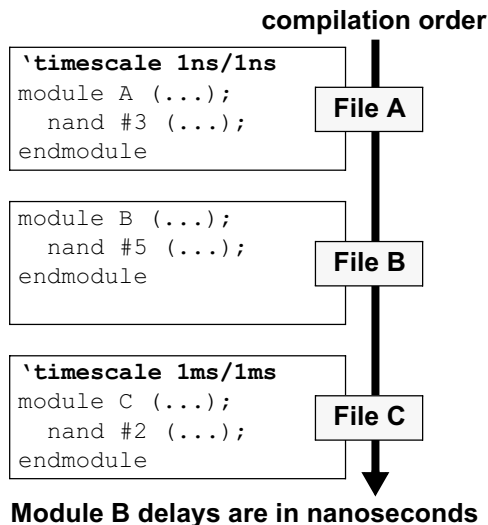 compilation order
‘timescale 1ns/1ns
module A (...);
nand #3 (...);
endmodule
File A
module B (...);
nand #5 (...);
endmodule
File B
‘timescale 1ms/1ms
module C (...);
nand #2 (...);
endmodule
File C
Module B delays are in nanoseconds